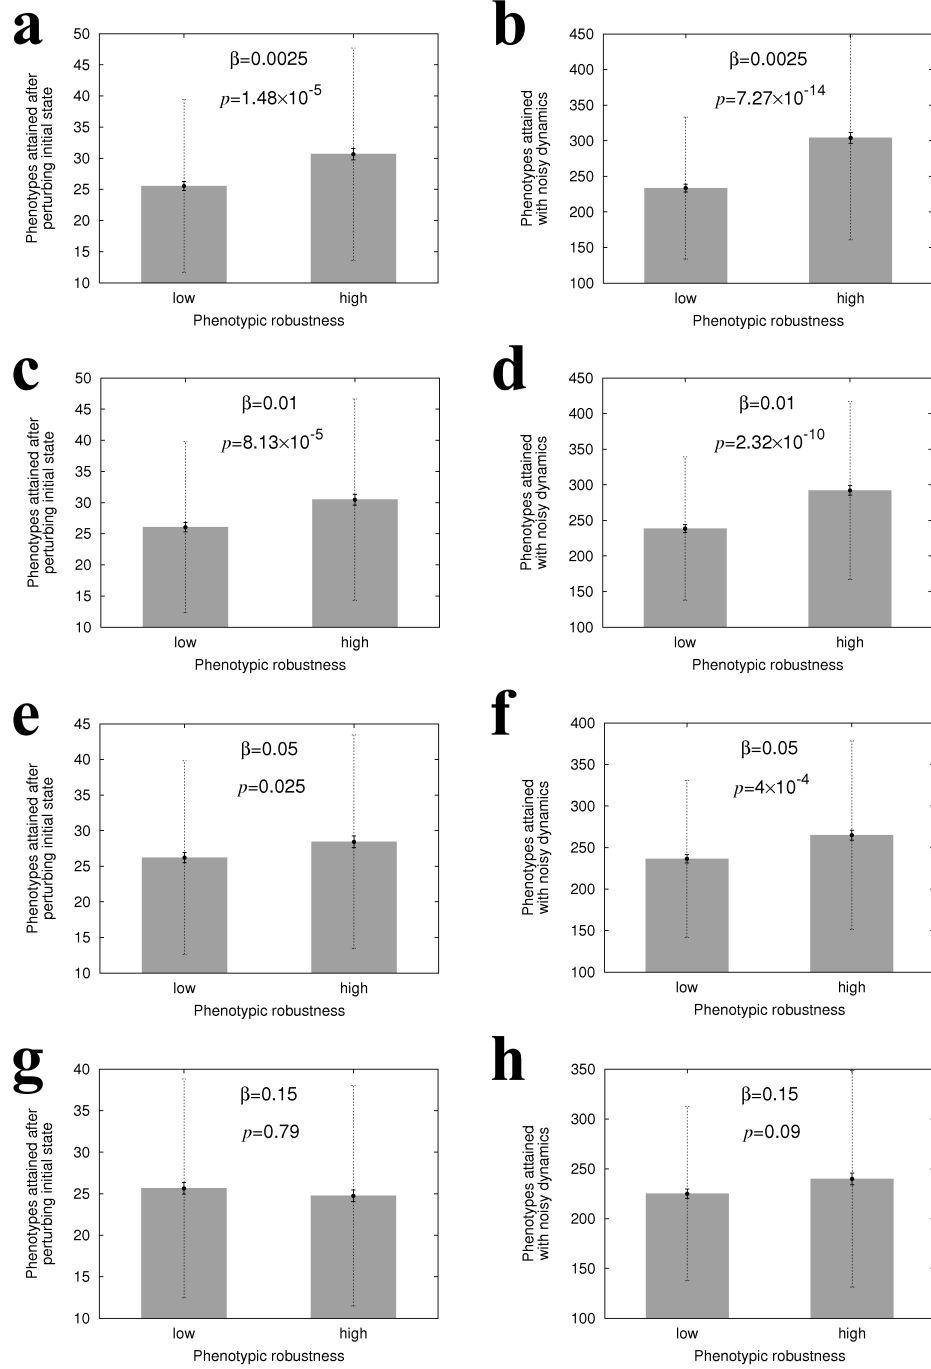 a
50
45
40
35
30
25
20
15
10
Phenotypes attained after
perturbing initial state
β=0.0025
p=1.48×10-5
low high
Phenotypic robustness
b
450
400
350
300
250
200
150
100
Phenotypes attained
with noisy dynamics
β=0.0025
p=7.27×10-14
low high
Phenotypic robustness
c
50
45
40
35
30
25
20
15
10
Phenotypes attained after
perturbing initial state
β=0.01
p=8.13×10-5
low high
Phenotypic robustness
d
450
400
350
300
250
200
150
100
Phenotypes attained
with noisy dynamics
β=0.01
p=2.32×10-10
low high
Phenotypic robustness
e
45
40
35
30
25
20
15
10
Phenotypes attained after
perturbing initial state
β=0.05
p=0.025
low high
Phenotypic robustness
f
400
350
300
250
200
150
100
Phenotypes attained
with noisy dynamics
β=0.05
p=4×10-4
low high
Phenotypic robustness
g
40
35
30
25
20
15
10
Phenotypes attained after
perturbing initial state
β=0.15
p=0.79
low high
Phenotypic robustness
h
350
300
250
200
150
100
Phenotypes attained
with noisy dynamics
β=0.15
p=0.09
low high
Phenotypic robustness